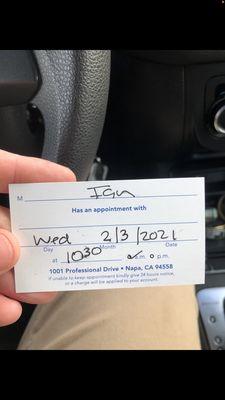 M Ian
Has an appointment with
Wed 2/3/2021
Day Month Date
at 1030 a.m. o p.m.
1001 Professional Drive • Napa, CA 94558
If unable to keep appointment kindly give 24 hours notice,
or a charge will be applied to your account.